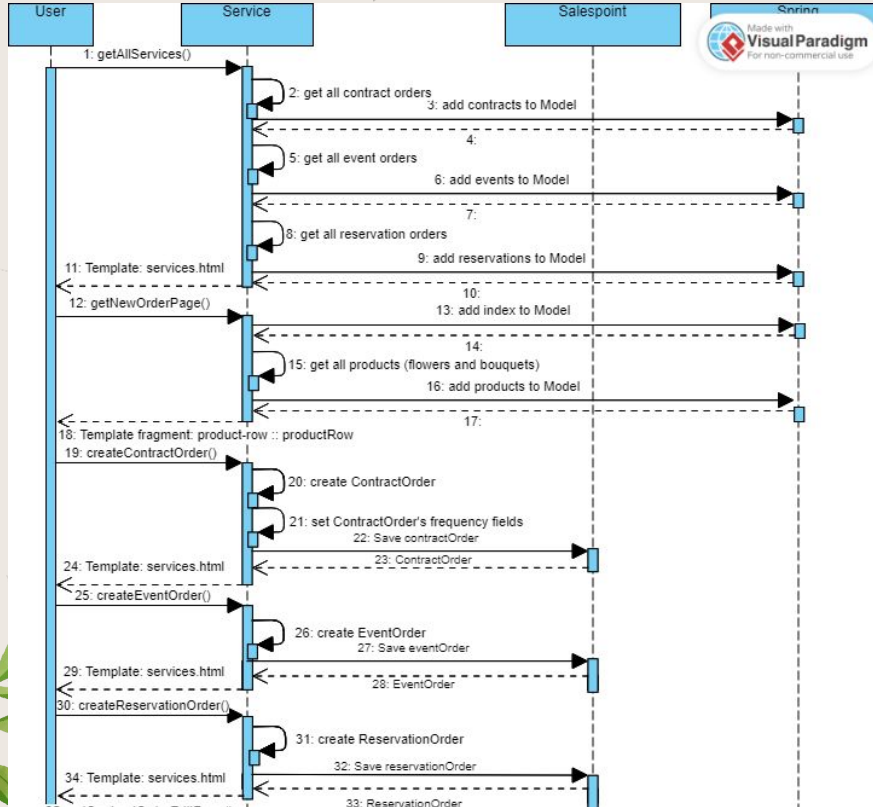 User
Service
Salespoint
Spring
Made with
Visual Paradigm
For non-commercial use
1: getAllServices()
2: get all contract orders
3: add contracts to Model
4:
5: get all event orders
6: add events to Model
7:
8: get all reservation orders
9: add reservations to Model
10:
11: Template: services.html
12: getNewOrderPage()
13: add index to Model
14:
15: get all products (flowers and bouquets)
16: add products to Model
17:
18: Template fragment: product-row :: productRow
19: createContractOrder()
20: create ContractOrder
21: set ContractOrder's frequency fields
22: Save contractOrder
23: ContractOrder
24: Template: services.html
25: createEventOrder()
26: create EventOrder
27: Save eventOrder
28: EventOrder
29: Template: services.html
30: createReservationOrder()
31: create ReservationOrder
32: Save reservationOrder
33: ReservationOrder
34: Template: services.html